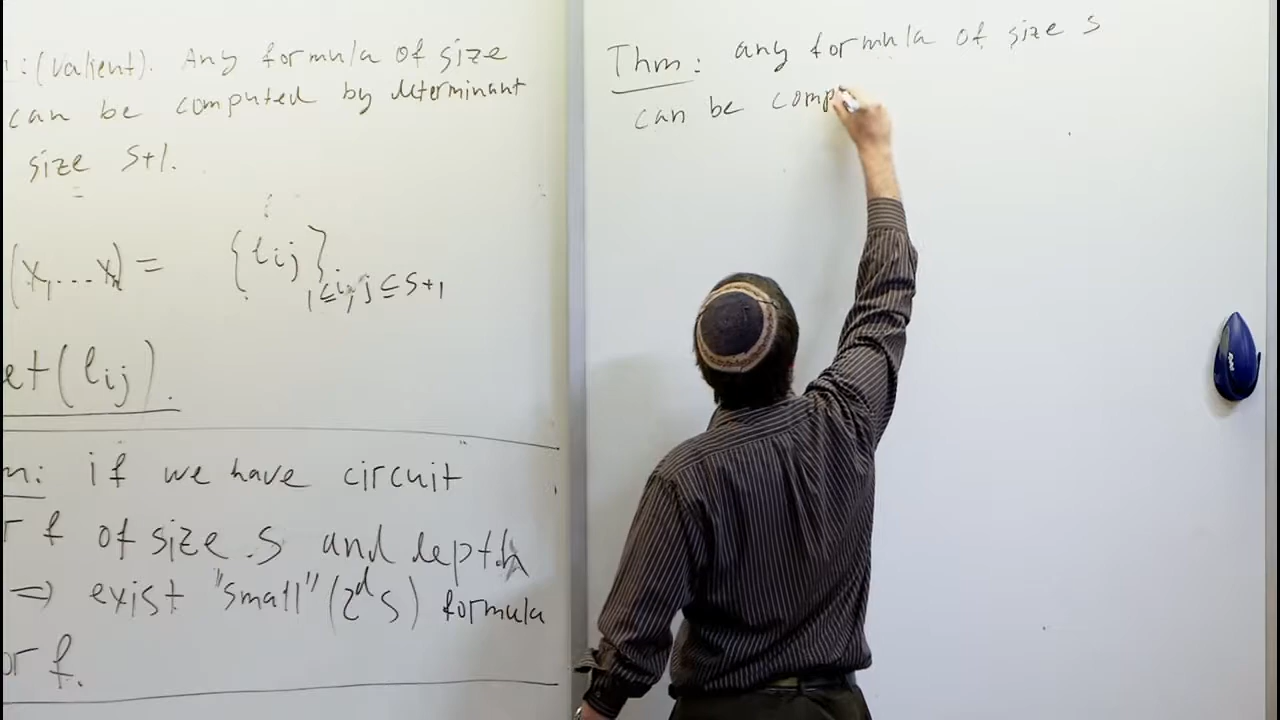 : (Valient). Any formula of size
can be computed by determinant
size S+1.
(x, ... xn) = {lij} 1≤i,j≤S+1
et(lij).
m: if we have circuit
r f of size S and depth
=> exist "small" (2^d S) formula
or f.
Thm: any formula of size s
can be comp